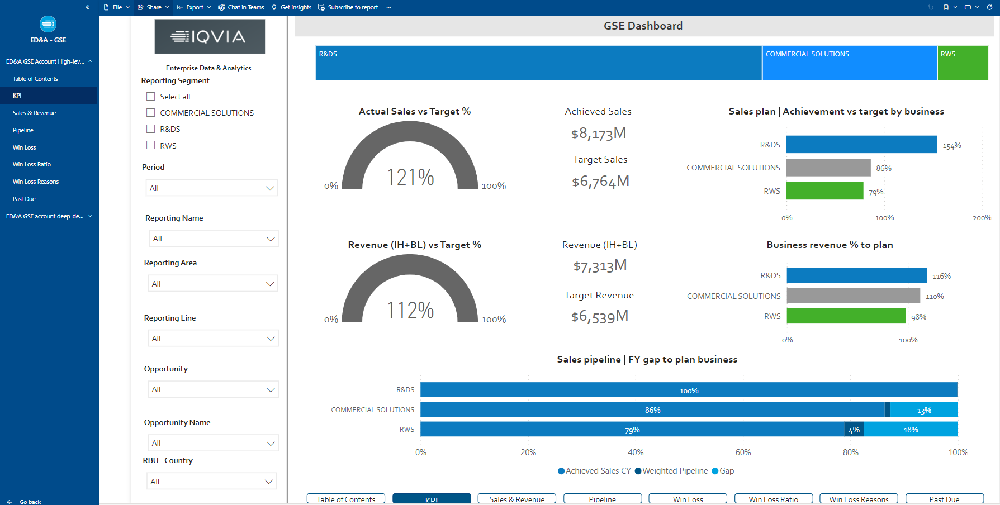 File
Share
Export
Chat in Teams
Get insights
Subscribe to report
ED&A - GSE
ED&A GSE Account High-lev...
Table of Contents
KPI
Sales & Revenue
Pipeline
Win Loss
Win Loss Ratio
Win Loss Reasons
Past Due
ED&A GSE account deep-de...
Go back
IQVIA
Enterprise Data & Analytics
Reporting Segment
Select all
COMMERCIAL SOLUTIONS
R&DS
RWS
Period
All
Reporting Name
All
Reporting Area
All
Reporting Line
All
Opportunity
All
Opportunity Name
All
RBU - Country
All
GSE Dashboard
R&DS
COMMERCIAL SOLUTIONS
RWS
Actual Sales vs Target %
0%
121%
100%
Achieved Sales
$8,173M
Target Sales
$6,764M
Sales plan | Achievement vs target by business
R&DS
154%
COMMERCIAL SOLUTIONS
86%
RWS
79%
0%
100%
200%
Revenue (IH+BL) vs Target %
0%
112%
100%
Revenue (IH+BL)
$7,313M
Target Revenue
$6,539M
Business revenue % to plan
R&DS
116%
COMMERCIAL SOLUTIONS
110%
RWS
98%
0%
100%
Sales pipeline | FY gap to plan business
R&DS
100%
COMMERCIAL SOLUTIONS
86%
13%
RWS
79%
4%
18%
0%
20%
40%
60%
80%
100%
Achieved Sales CY
Weighted Pipeline
Gap
Table of Contents
KPI
Sales & Revenue
Pipeline
Win Loss
Win Loss Ratio
Win Loss Reasons
Past Due